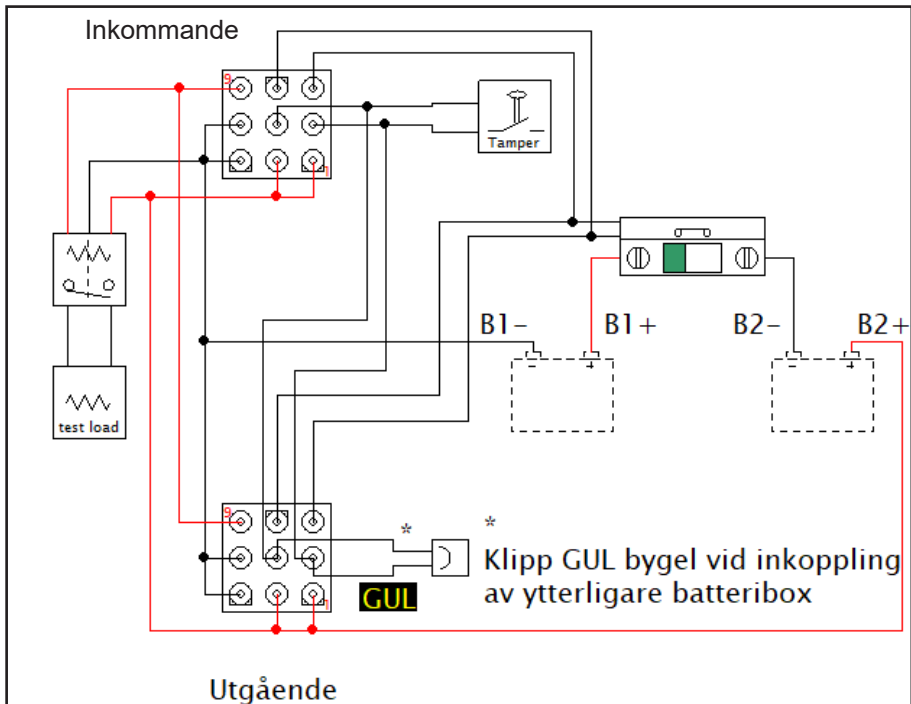 Inkommande
9
1
Tamper
B1-
B1+
B2-
B2+
- +
- +
test load
9
1
*
*
Klipp GUL bygel vid inkoppling
av ytterligare batteribox
GUL
Utgående